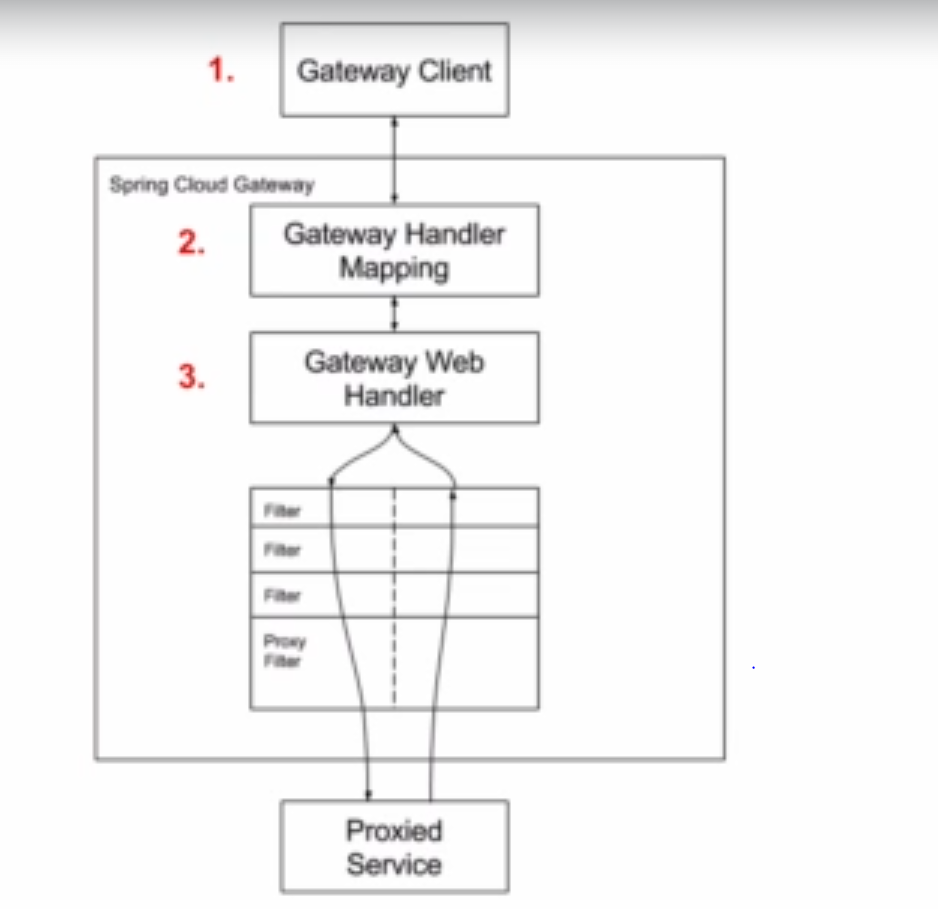 1.
Gateway Client
Spring Cloud Gateway
2.
Gateway Handler
Mapping
3.
Gateway Web
Handler
Filter
Filter
Filter
Proxy
Filter
Proxied
Service